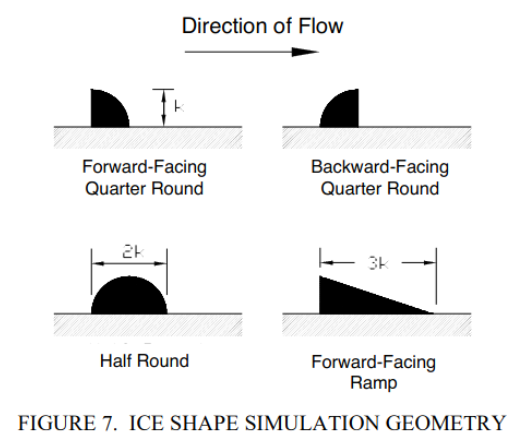 Direction of Flow
k
Forward-Facing
Quarter Round
Backward-Facing
Quarter Round
2k
3k
Half Round
Forward-Facing
Ramp
FIGURE 7. ICE SHAPE SIMULATION GEOMETRY